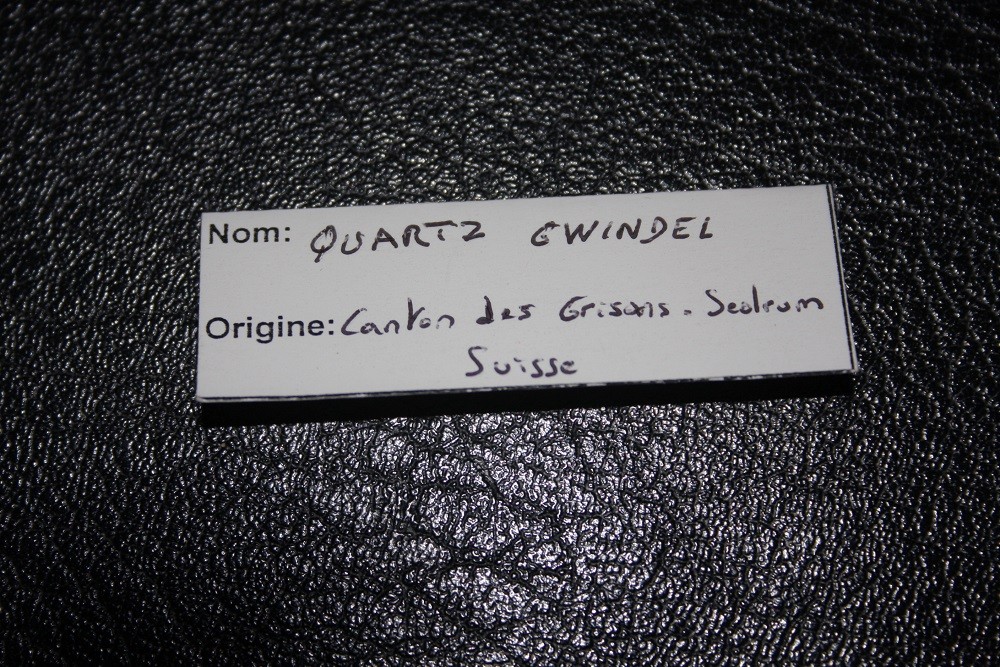 Nom: QUARTZ GWINDEL
Origine: Canton des Grisons. Sedrum
Suisse